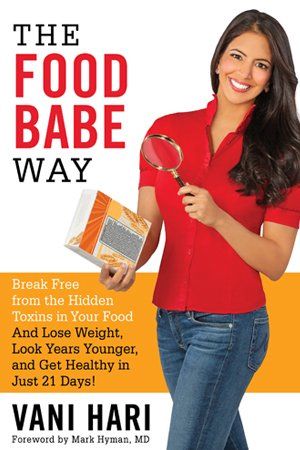 THE
FOOD
BABE
WAY
Break Free
from the Hidden
Toxins in Your Food
And Lose Weight,
Look Years Younger,
and Get Healthy in
Just 21 Days!
VANI HARI
Foreword by Mark Hyman, MD